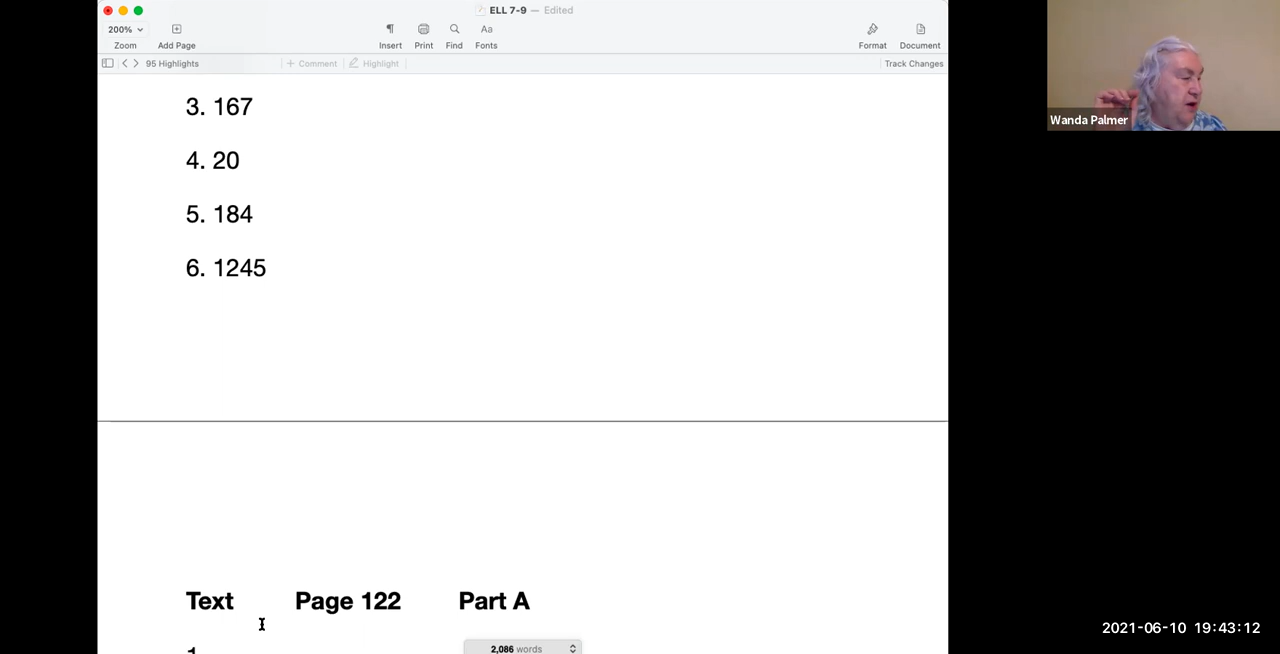 ELL 7-9 — Edited
200%
Zoom Add Page Insert Print Find Fonts Format Document
Aa
95 Highlights + Comment Highlight Track Changes
3. 167
4. 20
5. 184
6. 1245
Text Page 122 Part A
1
2,086 words
Wanda Palmer
2021-06-10 19:43:12